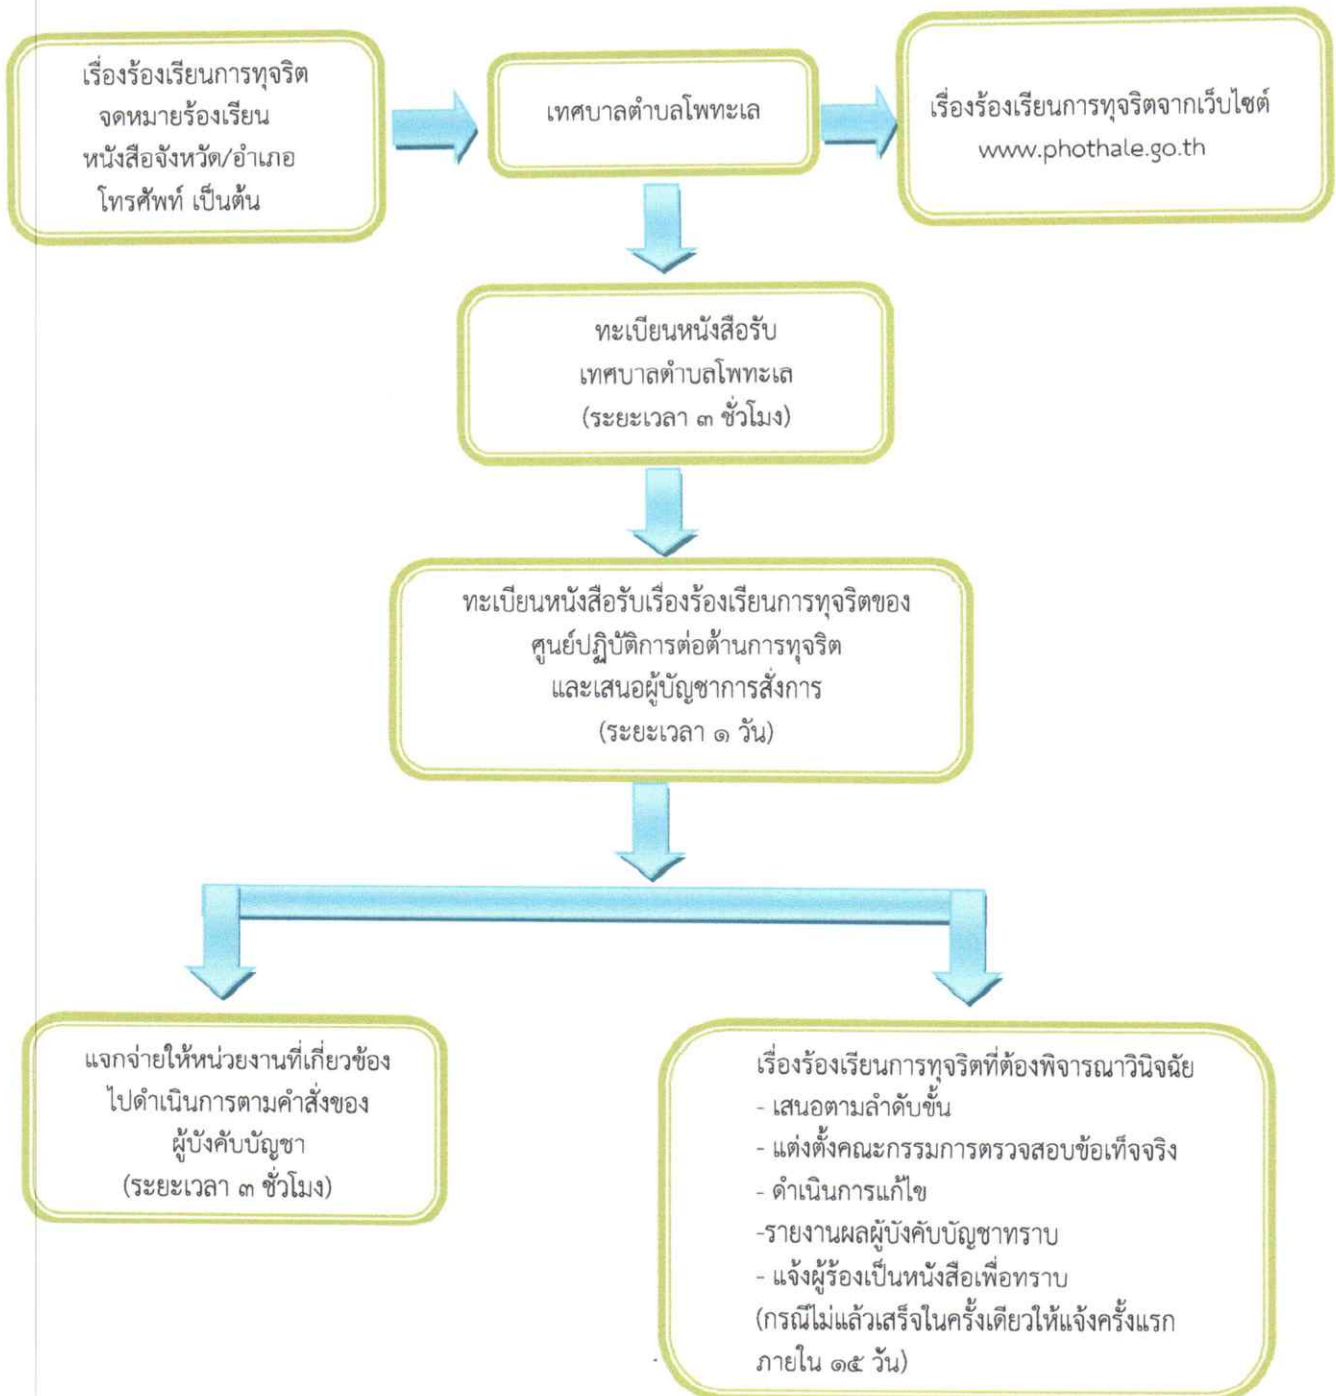 เรื่องร้องเรียนการทุจริต
จดหมายร้องเรียน
หนังสือจังหวัด/อำเภอ
โทรศัพท์ เป็นต้น
เทศบาลตำบลโพทะเล
เรื่องร้องเรียนการทุจริตจากเว็บไซต์
www.phothale.go.th
ทะเบียนหนังสือรับ
เทศบาลตำบลโพทะเล
(ระยะเวลา ๓ ชั่วโมง)
ทะเบียนหนังสือรับเรื่องร้องเรียนการทุจริตของ
ศูนย์ปฏิบัติการต่อต้านการทุจริต
และเสนอผู้บัญชาการสั่งการ
(ระยะเวลา ๑ วัน)
แจกจ่ายให้หน่วยงานที่เกี่ยวข้อง
ไปดำเนินการตามคำสั่งของ
ผู้บังคับบัญชา
(ระยะเวลา ๓ ชั่วโมง)
เรื่องร้องเรียนการทุจริตที่ต้องพิจารณาวินิจฉัย
- เสนอตามลำดับขั้น
- แต่งตั้งคณะกรรมการตรวจสอบข้อเท็จจริง
- ดำเนินการแก้ไข
-รายงานผลผู้บังคับบัญชาทราบ
- แจ้งผู้ร้องเป็นหนังสือเพื่อทราบ
(กรณีไม่แล้วเสร็จในครั้งเดียวให้แจ้งครั้งแรก
ภายใน ๑๕ วัน)